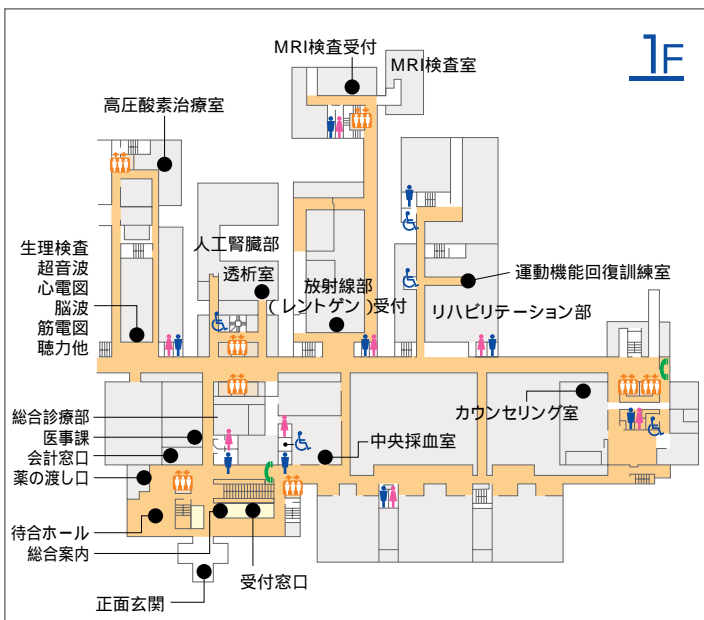 1F
MRI検査受付
MRI検査室
高圧酸素治療室
生理検査
超音波
心電図
脳波
筋電図
聴力他
人工腎臓部
透析室
放射線部
(レントゲン)受付
運動機能回復訓練室
リハビリテーション部
カウンセリング室
総合診療部
医事課
会計窓口
薬の渡し口
中央採血室
待合ホール
総合案内
受付窓口
正面玄関